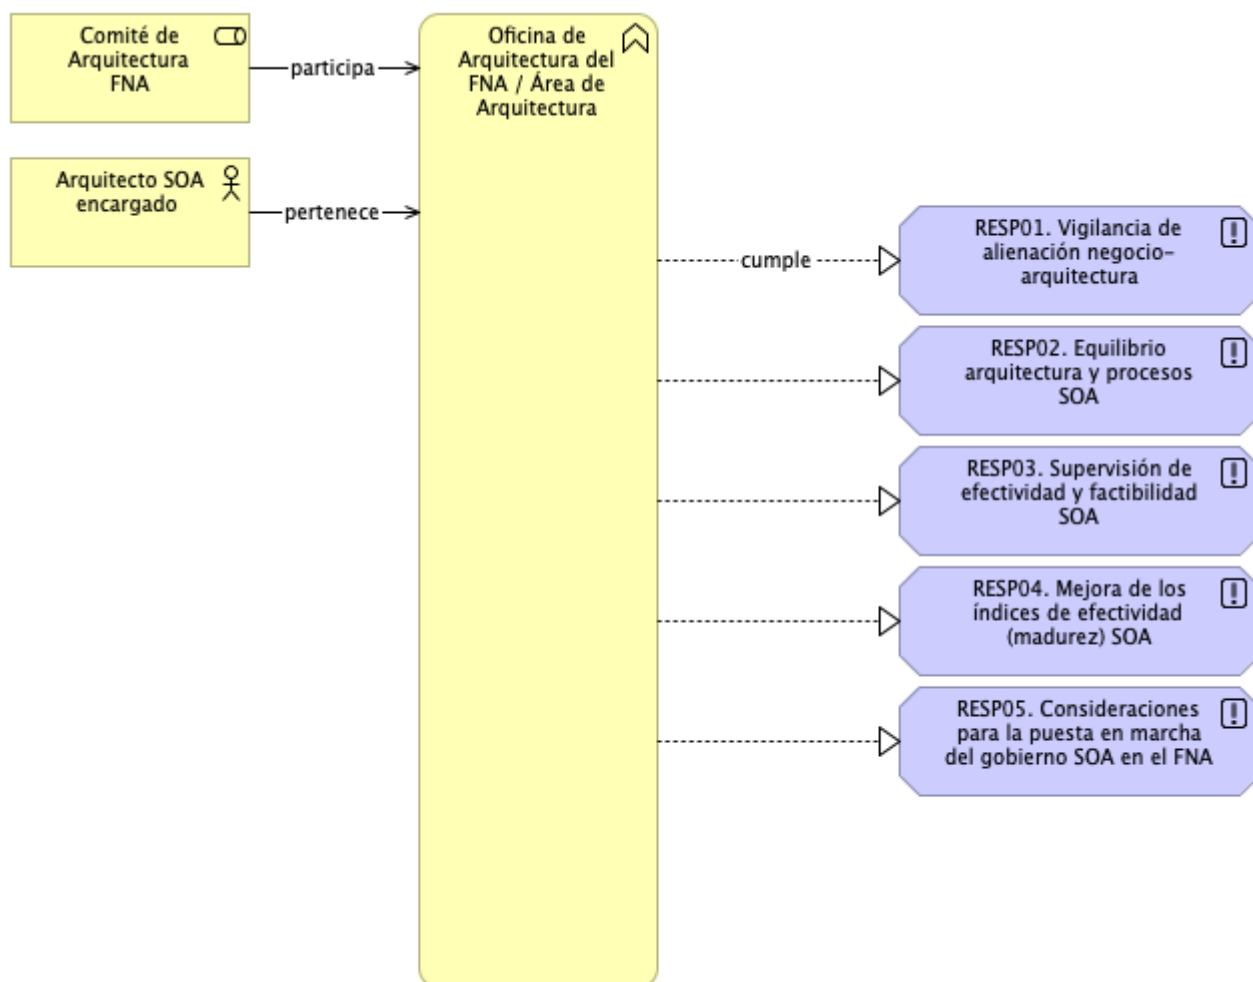 Comité de
Arquitectura
FNA
participa
Oficina de
Arquitectura del
FNA / Área de
Arquitectura
Arquitecto SOA
encargado
pertenece
cumple
RESP01. Vigilancia de
alienación negocio-
arquitectura
RESP02. Equilibrio
arquitectura y procesos
SOA
RESP03. Supervisión de
efectividad y factibilidad
SOA
RESP04. Mejora de los
índices de efectividad
(madurez) SOA
RESP05. Consideraciones
para la puesta en marcha
del gobierno SOA en el FNA